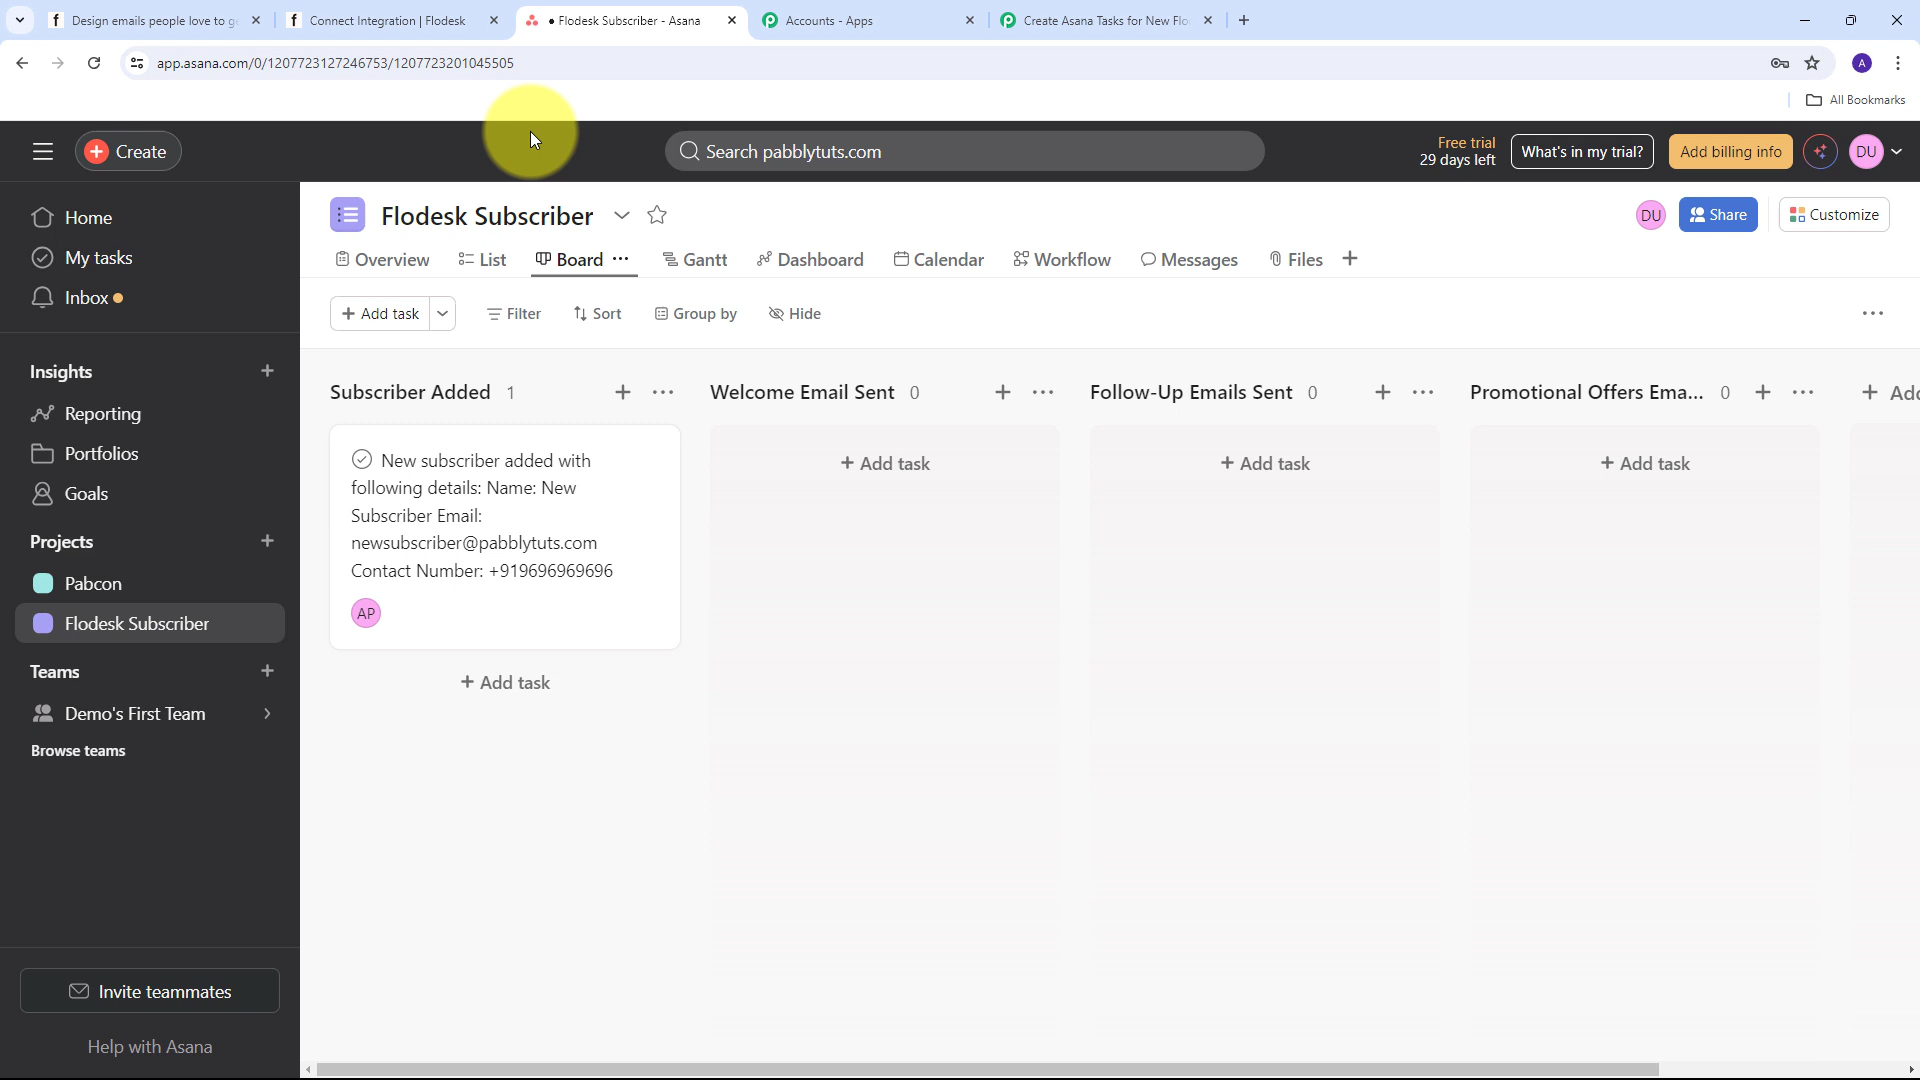 Design emails people love to g
Connect Integration | Flodesk
• Flodesk Subscriber - Asana
Accounts - Apps
Create Asana Tasks for New Flo
app.asana.com/0/1207723127246753/1207723201045505
A
All Bookmarks
Create
Search pabblytuts.com
Free trial
29 days left
What's in my trial?
Add billing info
DU
Home
My tasks
Inbox
Insights
Reporting
Portfolios
Goals
Projects
Pabcon
Flodesk Subscriber
Teams
Demo's First Team
Browse teams
Invite teammates
Help with Asana
Flodesk Subscriber
DU
Share
Customize
Overview
List
Board
Gantt
Dashboard
Calendar
Workflow
Messages
Files
+ Add task
Filter
Sort
Group by
Hide
Subscriber Added 1
Welcome Email Sent 0
Follow-Up Emails Sent 0
Promotional Offers Ema... 0
+ Add
New subscriber added with
following details: Name: New
Subscriber Email:
newsubscriber@pabblytuts.com
Contact Number: +919696969696
AP
+ Add task
+ Add task
+ Add task
+ Add task